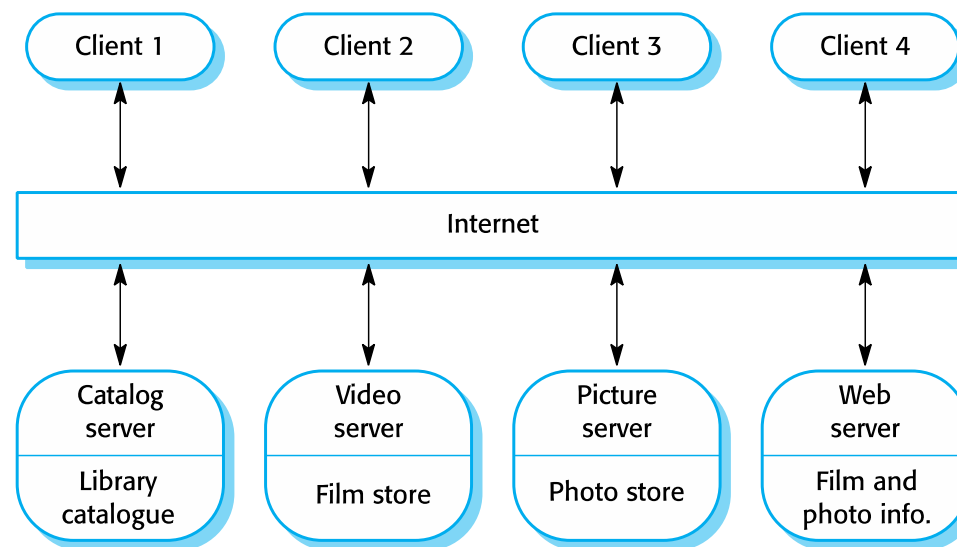 Client 1
Client 2
Client 3
Client 4
Internet
Catalog
server
Library
catalogue
Video
server
Film store
Picture
server
Photo store
Web
server
Film and
photo info.